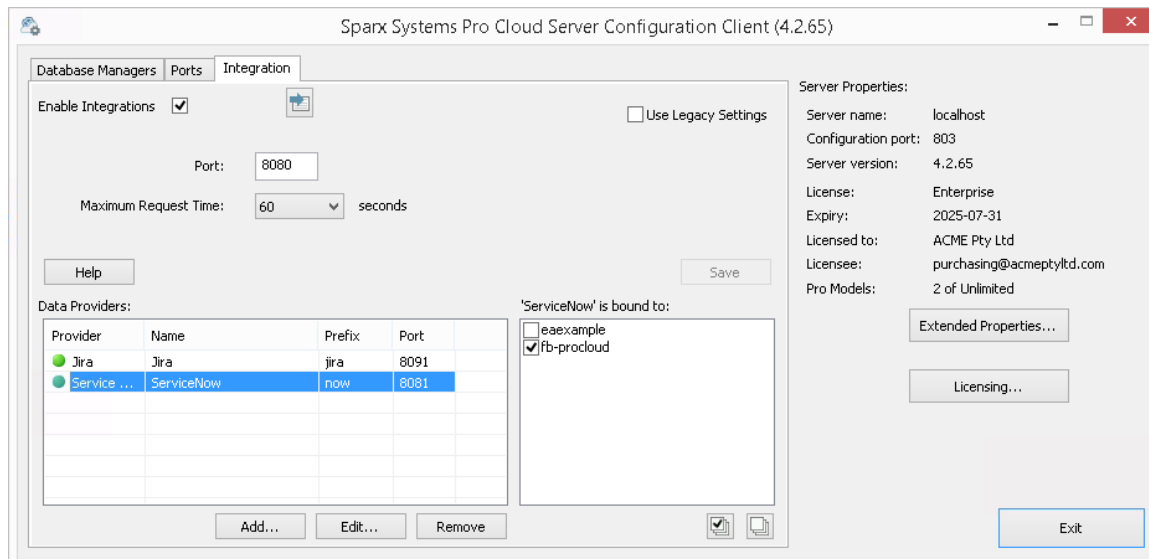 Sparx Systems Pro Cloud Server Configuration Client (4.2.65)
Database Managers Ports Integration
Enable Integrations
Use Legacy Settings
Port: 8080
Maximum Request Time: 60 seconds
Help
Save
Data Providers:
Provider Name Prefix Port
Jira Jira jira 8091
Service ... ServiceNow now 8081
Add... Edit... Remove
'ServiceNow' is bound to:
eaexample
fb-procloud
Server Properties:
Server name: localhost
Configuration port: 803
Server version: 4.2.65
License: Enterprise
Expiry: 2025-07-31
Licensed to: ACME Pty Ltd
Licensee: purchasing@acmeptyltd.com
Pro Models: 2 of Unlimited
Extended Properties...
Licensing...
Exit